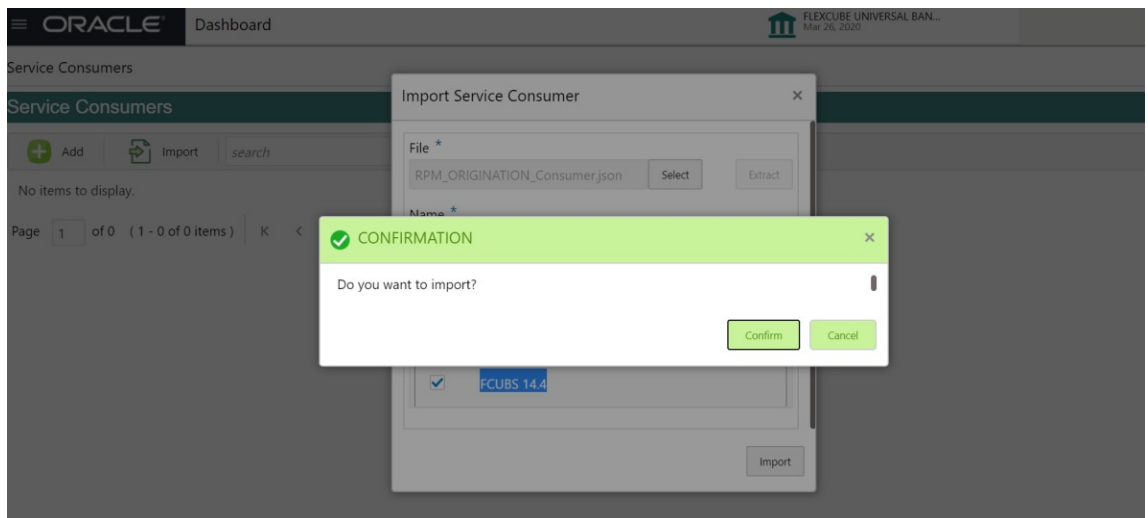 ORACLE Dashboard FLEXCUBE UNIVERSAL BAN...
Mar 26, 2020
Service Consumers
Service Consumers
Add Import search
No items to display.
Page 1 of 0 ( 1 - 0 of 0 items )
Import Service Consumer
File *
RPM_ORIGINATION_Consumer.json Select Extract
Name *
CONFIRMATION
Do you want to import?
Confirm Cancel
FCUBS 14.4
Import